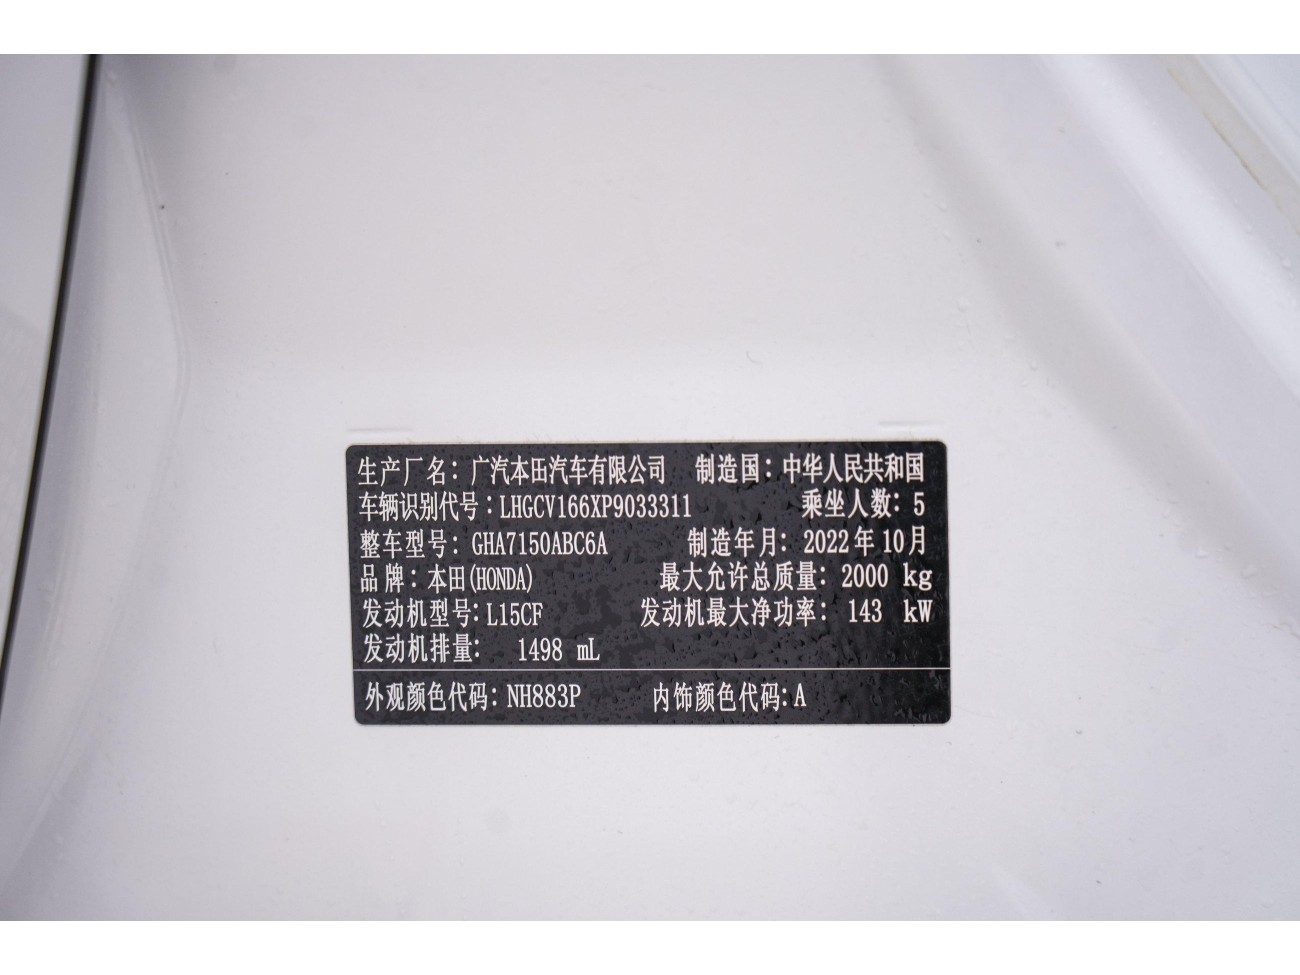 生产厂名：广汽本田汽车有限公司 制造国：中华人民共和国
车辆识别代号：LHGCV166XP9033311 乘坐人数：5
整车型号：GHA7150ABC6A 制造年月：2022年10月
品牌：本田(HONDA) 最大允许总质量：2000 kg
发动机型号：L15CF 发动机最大净功率：143 kW
发动机排量： 1498 mL
外观颜色代码：NH883P 内饰颜色代码：A